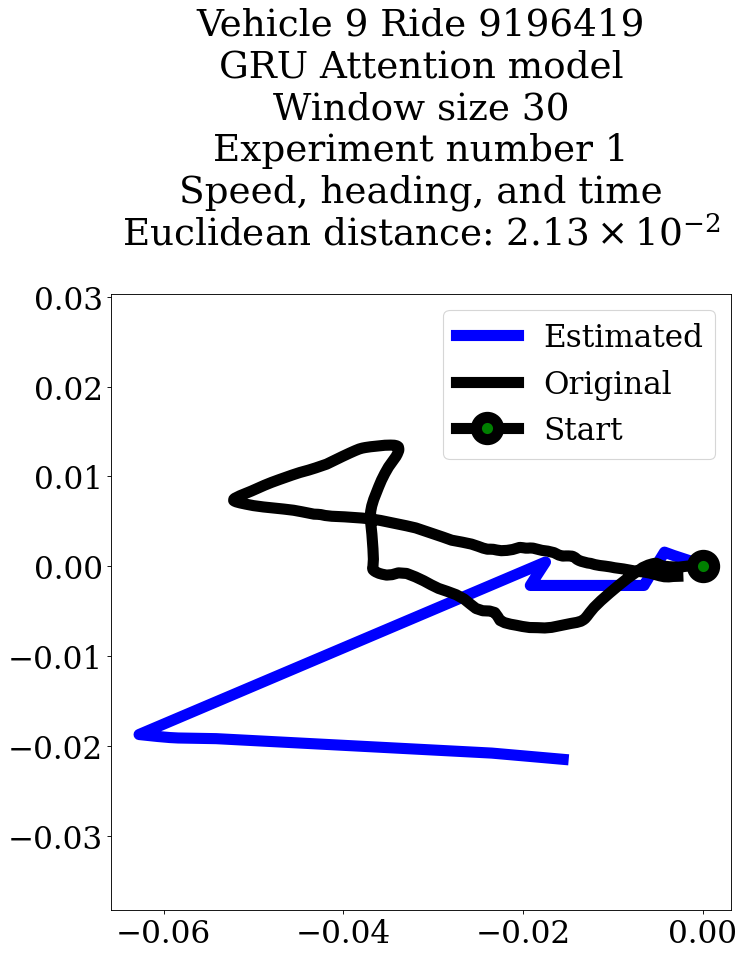 Vehicle 9 Ride 9196419
GRU Attention model
Window size 30
Experiment number 1
Speed, heading, and time
Euclidean distance: 2.13 × 10⁻²
0.03
0.02
0.01
0.00
−0.01
−0.02
−0.03
Estimated
Original
Start
−0.06
−0.04
−0.02
0.00